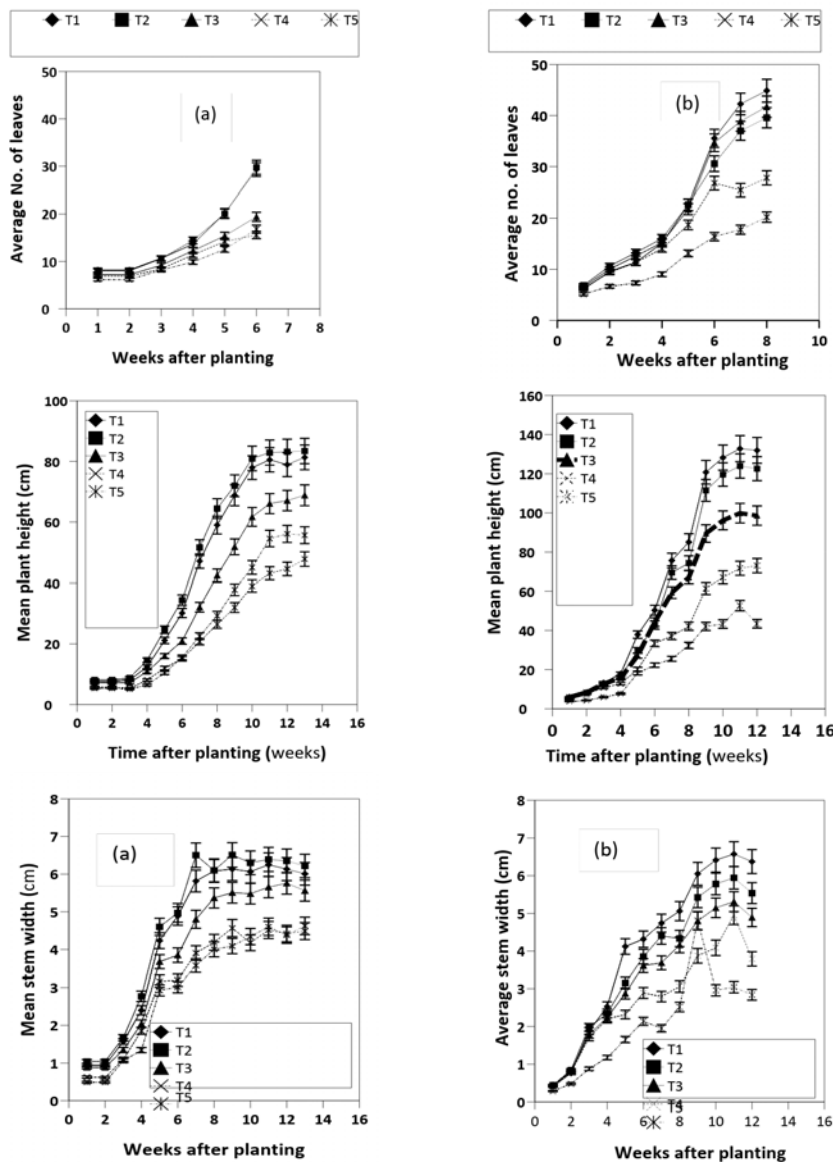 T1 T2 T3 T4 T5
50
40
30
20
10
0
Average No. of leaves
(a)
0 1 2 3 4 5 6 7 8
Weeks after planting
T1 T2 T3 T4 T5
50
40
30
20
10
0
Average no. of leaves
(b)
0 2 4 6 8 10
Weeks after planting
100
80
60
40
20
0
Mean plant height (cm)
T1
T2
T3
T4
T5
0 2 4 6 8 10 12 14 16
Time after planting (weeks)
160
140
120
100
80
60
40
20
0
Mean plant height (cm)
T1
T2
T3
T4
T5
0 2 4 6 8 10 12 14 16
Time after planting (weeks)
8
7
6
5
4
3
2
1
0
Mean stem width (cm)
(a)
T1
T2
T3
T4
T5
0 2 4 6 8 10 12 14 16
Weeks after planting
8
7
6
5
4
3
2
1
0
Average stem width (cm)
(b)
T1
T2
T3
T4
T5
0 2 4 6 8 10 12 14 16
Weeks after planting